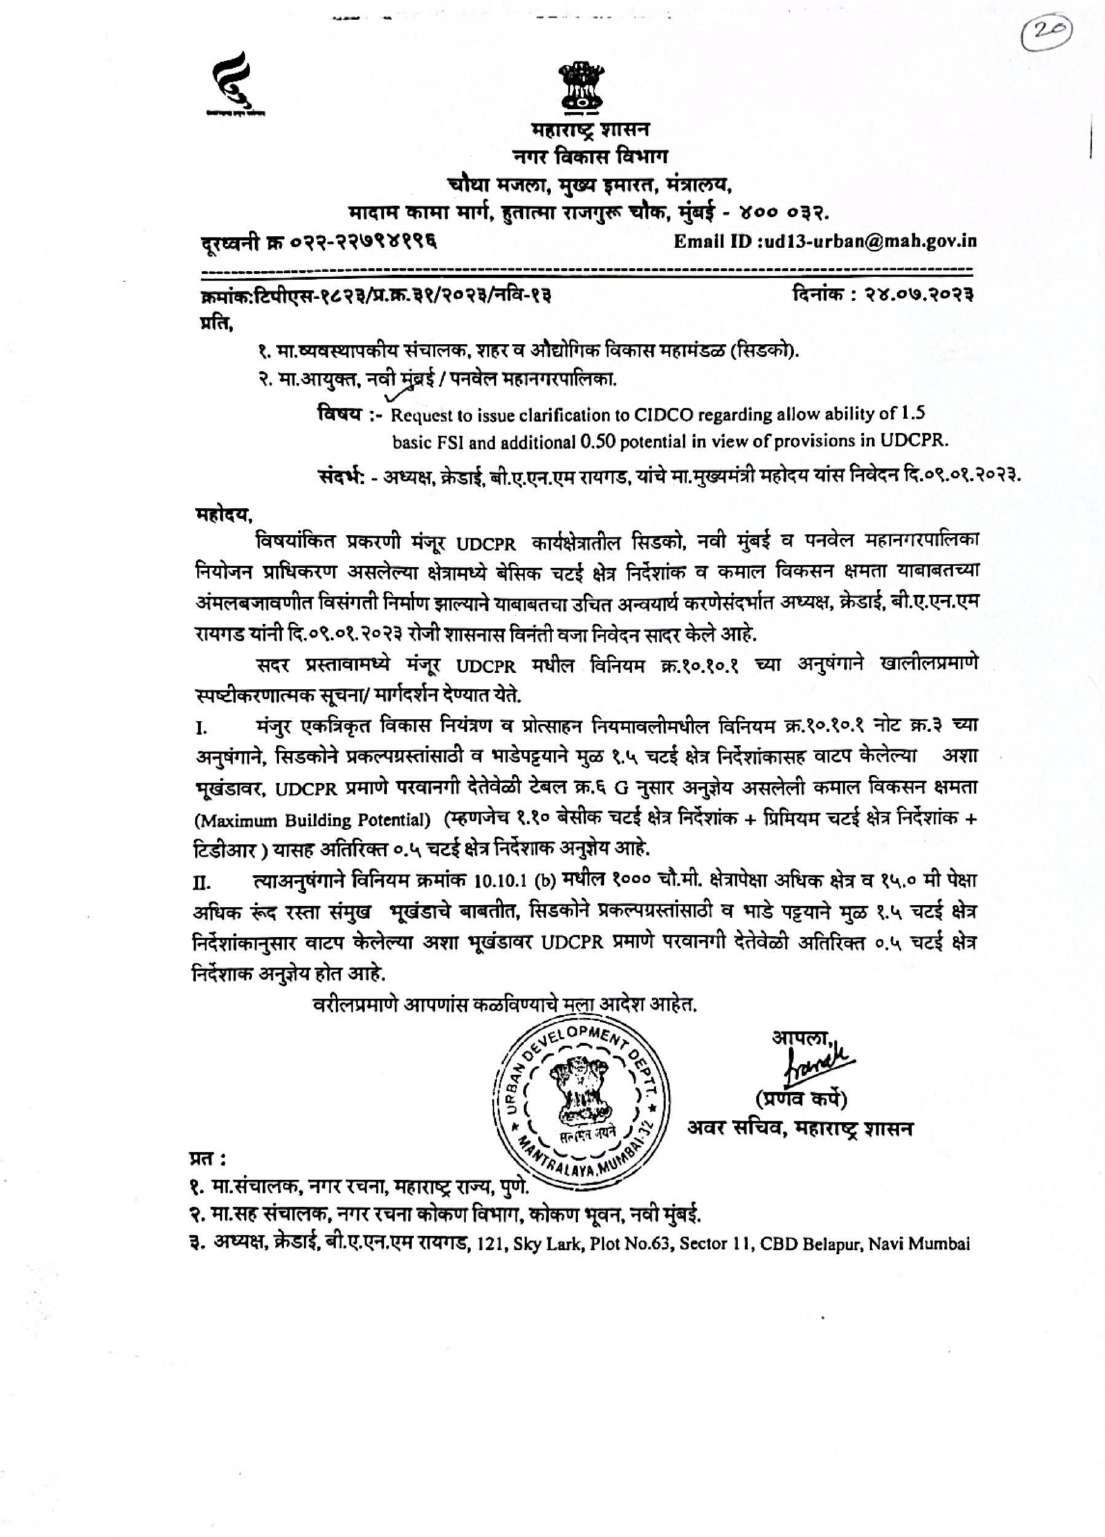 20
महाराष्ट्र शासन
नगर विकास विभाग
चौथा मजला, मुख्य इमारत, मंत्रालय,
मादाम कामा मार्ग, हुतात्मा राजगुरू चौक, मुंबई - ४०० ०३२.
दूरध्वनी क्र ०२२-२२७९४११६ Email ID :ud13-urban@mah.gov.in
क्रमांक:टिपीएस-१८२३/प्र.क्र.३१/२०२३/नवि-१३ दिनांक : २४.०७.२०२३
प्रति,
१. मा.व्यवस्थापकीय संचालक, शहर व औद्योगिक विकास महामंडळ (सिडको).
२. मा.आयुक्त, नवी मुंबई / पनवेल महानगरपालिका.
विषय :- Request to issue clarification to CIDCO regarding allow ability of 1.5
basic FSI and additional 0.50 potential in view of provisions in UDCPR.
संदर्भ: - अध्यक्ष, क्रेडाई, बी.ए.एन.एम रायगड, यांचे मा.मुख्यमंत्री महोदय यांस निवेदन दि.०९.०१.२०२३.
महोदय,
विषयांकित प्रकरणी मंजूर UDCPR कार्यक्षेत्रातील सिडको, नवी मुंबई व पनवेल महानगरपालिका
नियोजन प्राधिकरण असलेल्या क्षेत्रामध्ये बेसिक चटई क्षेत्र निर्देशांक व कमाल विकसन क्षमता याबाबतच्या
अंमलबजावणीत विसंगती निर्माण झाल्याने याबाबतचा उचित अन्वयार्थ करणेसंदर्भात अध्यक्ष, क्रेडाई, बी.ए.एन.एम
रायगड यांनी दि.०९.०१.२०२३ रोजी शासनास विनंती वजा निवेदन सादर केले आहे.
सदर प्रस्तावामध्ये मंजूर UDCPR मधील विनियम क्र.१०.१०.१ च्या अनुषंगाने खालीलप्रमाणे
स्पष्टीकरणात्मक सूचना/ मार्गदर्शन देण्यात येते.
I. मंजुर एकत्रिकृत विकास नियंत्रण व प्रोत्साहन नियमावलीमधील विनियम क्र.१०.१०.१ नोट क्र.३ च्या
अनुषंगाने, सिडकोने प्रकल्पग्रस्तांसाठी व भाडेपट्टयाने मुळ १.५ चटई क्षेत्र निर्देशांकासह वाटप केलेल्या अशा
भूखंडावर, UDCPR प्रमाणे परवानगी देतेवेळी टेबल क्र.६ G नुसार अनुज्ञेय असलेली कमाल विकसन क्षमता
(Maximum Building Potential) (म्हणजेच १.१० बेसीक चटई क्षेत्र निर्देशांक + प्रिमियम चटई क्षेत्र निर्देशांक +
टिडीआर ) यासह अतिरिक्त ०.५ चटई क्षेत्र निर्देशाक अनुज्ञेय आहे.
II. त्याअनुषंगाने विनियम क्रमांक 10.10.1 (b) मधील १००० चौ.मी. क्षेत्रापेक्षा अधिक क्षेत्र व १५.० मी पेक्षा
अधिक रूंद रस्ता संमुख भूखंडाचे बाबतीत, सिडकोने प्रकल्पग्रस्तांसाठी व भाडे पट्टयाने मुळ १.५ चटई क्षेत्र
निर्देशांकानुसार वाटप केलेल्या अशा भूखंडावर UDCPR प्रमाणे परवानगी देतेवेळी अतिरिक्त ०.५ चटई क्षेत्र
निर्देशाक अनुज्ञेय होत आहे.
वरीलप्रमाणे आपणांस कळविण्याचे मला आदेश आहेत.
आपला,
(प्रणव कर्पे)
अवर सचिव, महाराष्ट्र शासन
URBAN DEVELOPMENT DEPTT.
सत्यमेव जयते
MANTRALAYA, MUMBAI-32
प्रत :
१. मा.संचालक, नगर रचना, महाराष्ट्र राज्य, पुणे.
२. मा.सह संचालक, नगर रचना कोकण विभाग, कोकण भूवन, नवी मुंबई.
३. अध्यक्ष, क्रेडाई, बी.ए.एन.एम रायगड, 121, Sky Lark, Plot No.63, Sector 11, CBD Belapur, Navi Mumbai